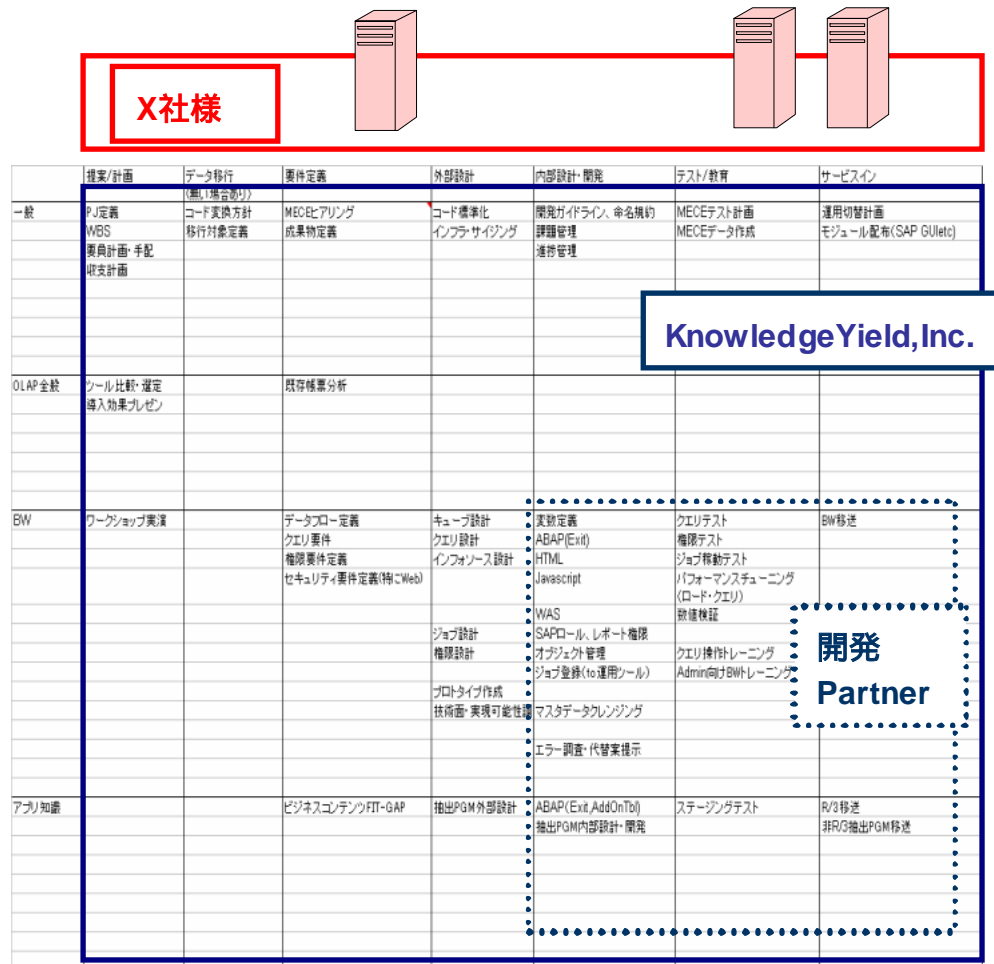 X社様
提案/計画 データ移行 要件定義 外部設計 内部設計・開発 テスト/教育 サービスイン
(無い場合あり)
一般 PJ定義 コード変換方針 MECEヒアリング コード標準化 開発ガイドライン、命名規約 MECEテスト計画 運用切替計画
WBS 移行対象定義 成果物定義 インフラ・サイジング 課題管理 MECEデータ作成 モジュール配布(SAP GUIetc)
要員計画・手配 進捗管理
収支計画
KnowledgeYield,Inc.
OLAP全般 ツール比較・選定 既存帳票分析
導入効果プレゼン
BW ワークショップ実演 データフロー定義 キューブ設計 変数定義 クエリテスト BW移送
クエリ要件 クエリ設計 ABAP(Exit) 権限テスト
権限要件定義 インフォソース設計 HTML ジョブ稼動テスト
セキュリティ要件定義(特にWeb) Javascript パフォーマンスチューニング
(ロード・クエリ)
WAS 数値検証
ジョブ設計 SAPロール、レポート権限
権限設計 オブジェクト管理 クエリ操作トレーニング
ジョブ登録(to運用ツール) Admin向けBWトレーニング
開発
Partner
プロトタイプ作成
技術面・実現可能性 マスタデータクレンジング
エラー調査・代替案提示
アプリ知識 ビジネスコンテンツFIT-GAP 抽出PGM外部設計 ABAP(Exit,AddOnTbl) ステージングテスト R/3移送
抽出PGM内部設計・開発 非R/3抽出PGM移送